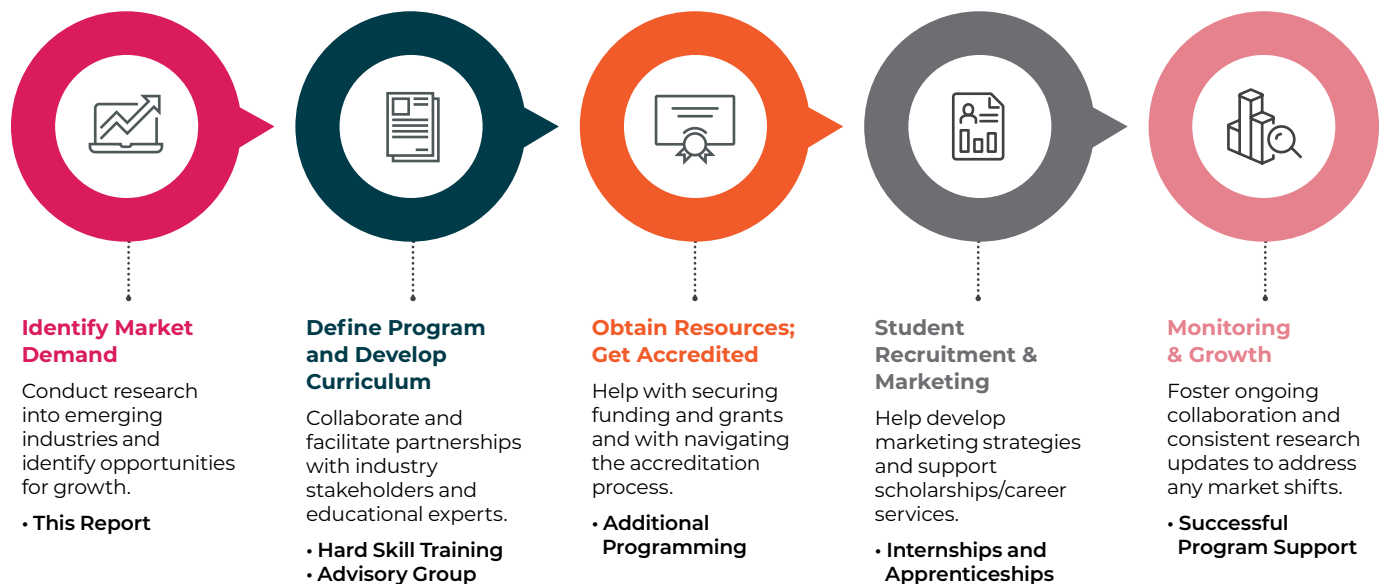 Identify Market
Demand
Conduct research
into emerging
industries and
identify opportunities
for growth.
• This Report
Define Program
and Develop
Curriculum
Collaborate and
facilitate partnerships
with industry
stakeholders and
educational experts.
• Hard Skill Training
• Advisory Group
Obtain Resources;
Get Accredited
Help with securing
funding and grants
and with navigating
the accreditation
process.
• Additional
Programming
Student
Recruitment &
Marketing
Help develop
marketing strategies
and support
scholarships/career
services.
• Internships and
Apprenticeships
Monitoring
& Growth
Foster ongoing
collaboration and
consistent research
updates to address
any market shifts.
• Successful
Program Support